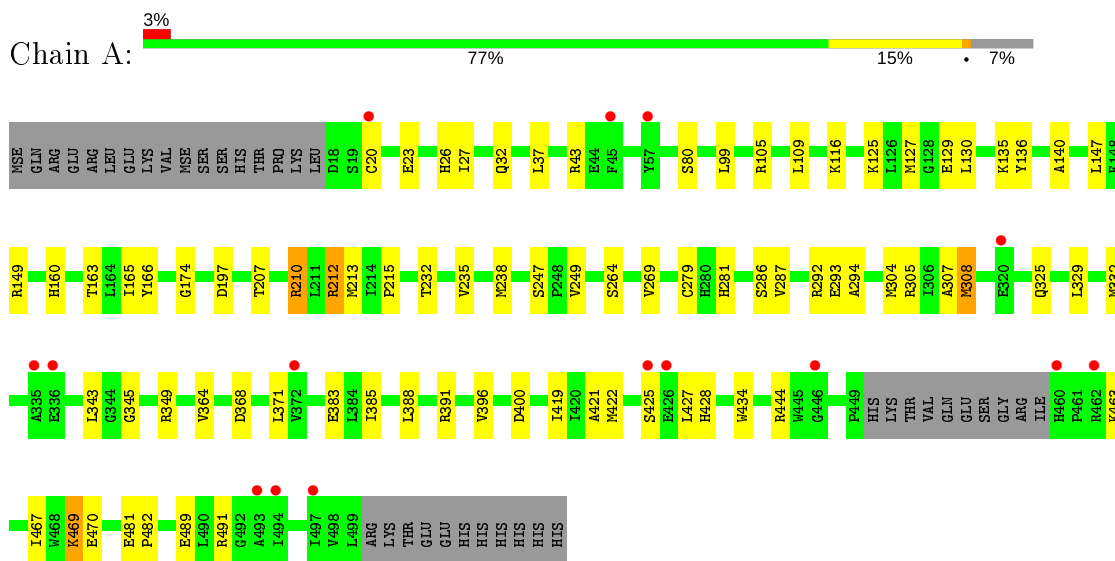 3%
Chain A:
77% 15% • 7%
MSE GLN ARG GLU ARG LEU GLU LYS VAL MSE SER SER HIS THR PRO LYS LEU D18 S19 C20 E23 H26 I27 Q32 L37 R43 E44 F45 Y57 S80 L99 R105 L109 K116 K125 L126 M127 G128 E129 L130 K135 Y136 A140 L147 E148
R149 H160 T163 L164 I165 Y166 G174 D197 T207 R210 L211 R212 M213 I214 P215 T232 V235 M238 S247 P248 V249 S264 V269 C279 H280 H281 S286 V287 R292 E293 A294 M304 R305 I306 A307 M308 E320 Q325 L329 M332
A335 E336 L343 G344 G345 R349 V364 D368 L371 V372 E383 L384 I385 L388 R391 V396 D400 I419 I420 A421 M422 S425 E426 L427 H428 W434 R444 W445 G446 P449 HIS LYS THR VAL GLN GLU SER GLY ARG ILE H460 P461 R462 K463
I467 W468 K469 E470 E481 P482 E489 L490 R491 G492 A493 I494 I497 V498 L499 ARG LYS THR GLU GLU HIS HIS HIS HIS HIS HIS